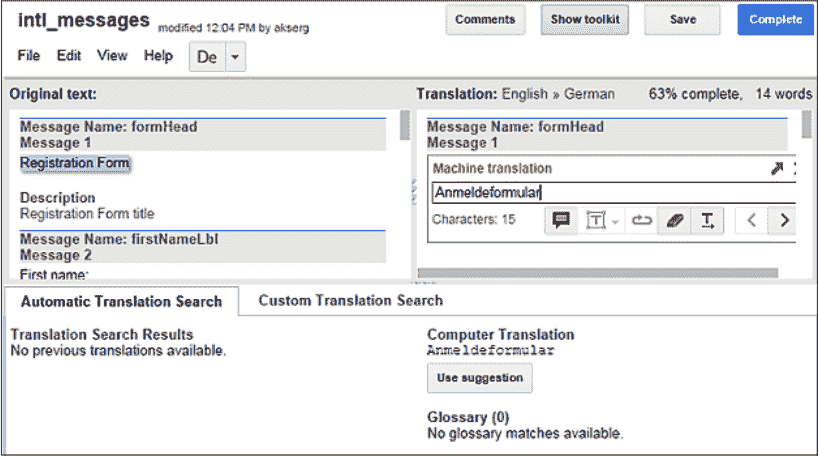 intl_messages modified 12:04 PM by akserg
Comments Show toolkit Save Complete
File Edit View Help De
Original text:
Translation: English » German 63% complete, 14 words
Message Name: formHead
Message 1
Registration Form
Description
Registration Form title
Message Name: firstNameLbl
Message 2
First name:
Message Name: formHead
Message 1
Machine translation
Anmeldeformular
Characters: 15
Automatic Translation Search Custom Translation Search
Translation Search Results
No previous translations available.
Computer Translation
Anmeldeformular
Use suggestion
Glossary (0)
No glossary matches available.